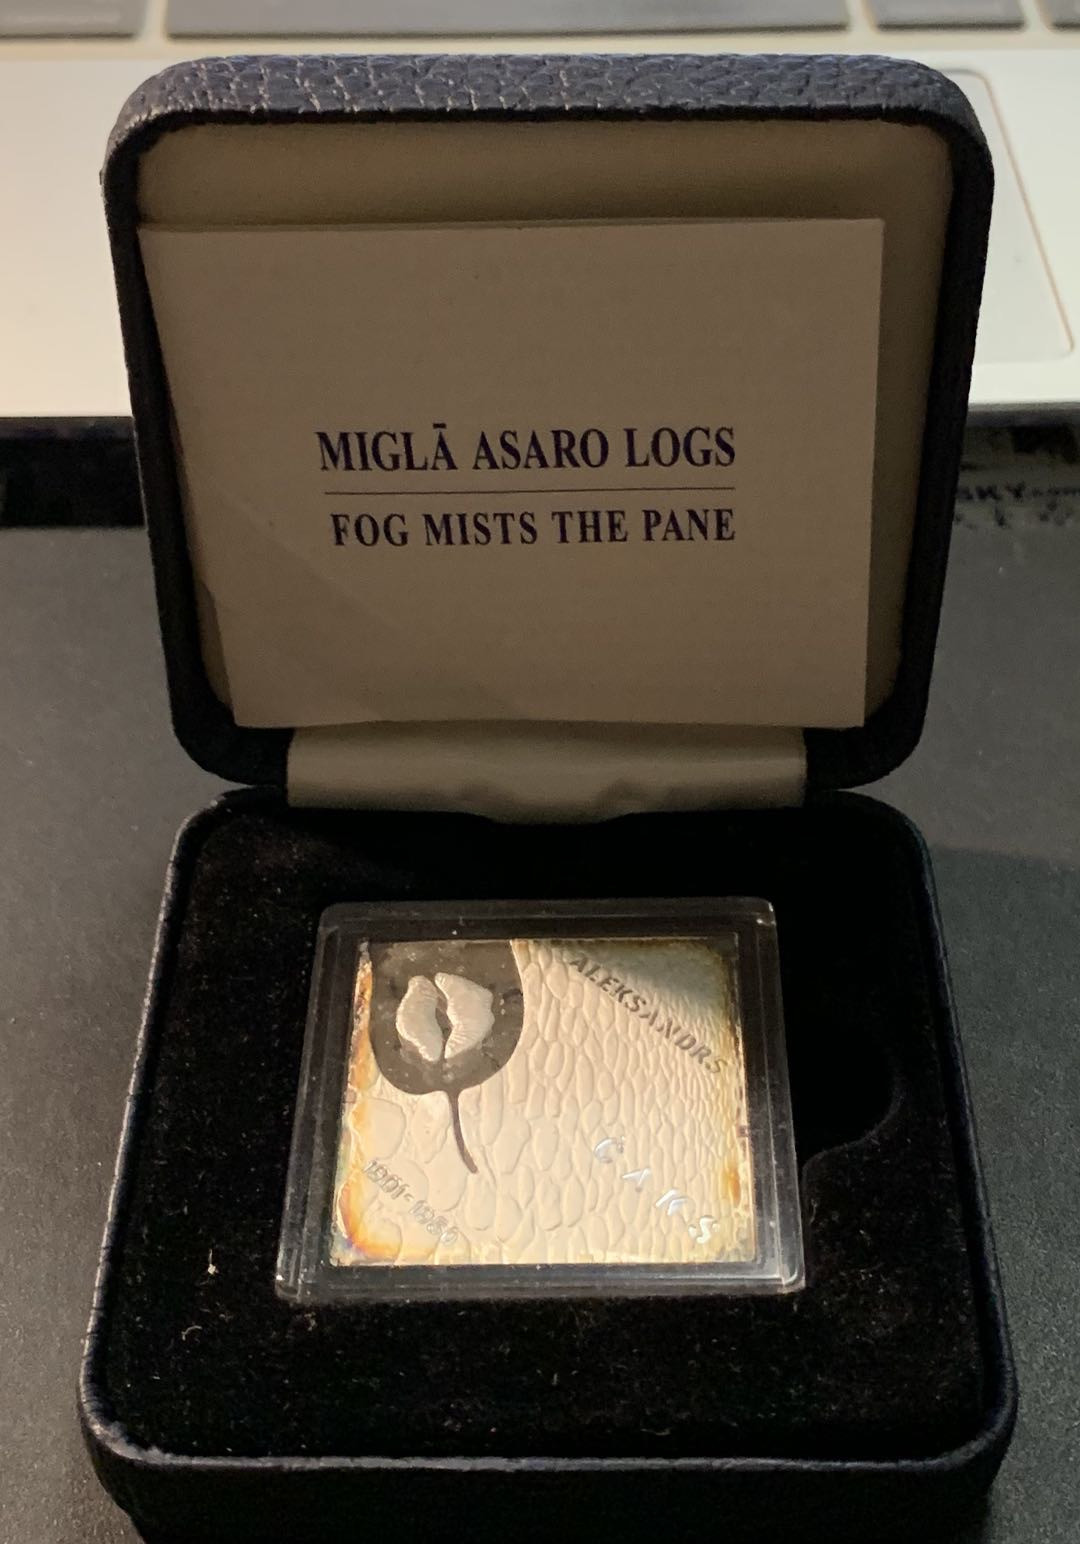 MIGLĀ ASARO LOGS
FOG MISTS THE PANE
ALEKSANDRS
ČAKS
1901-1950